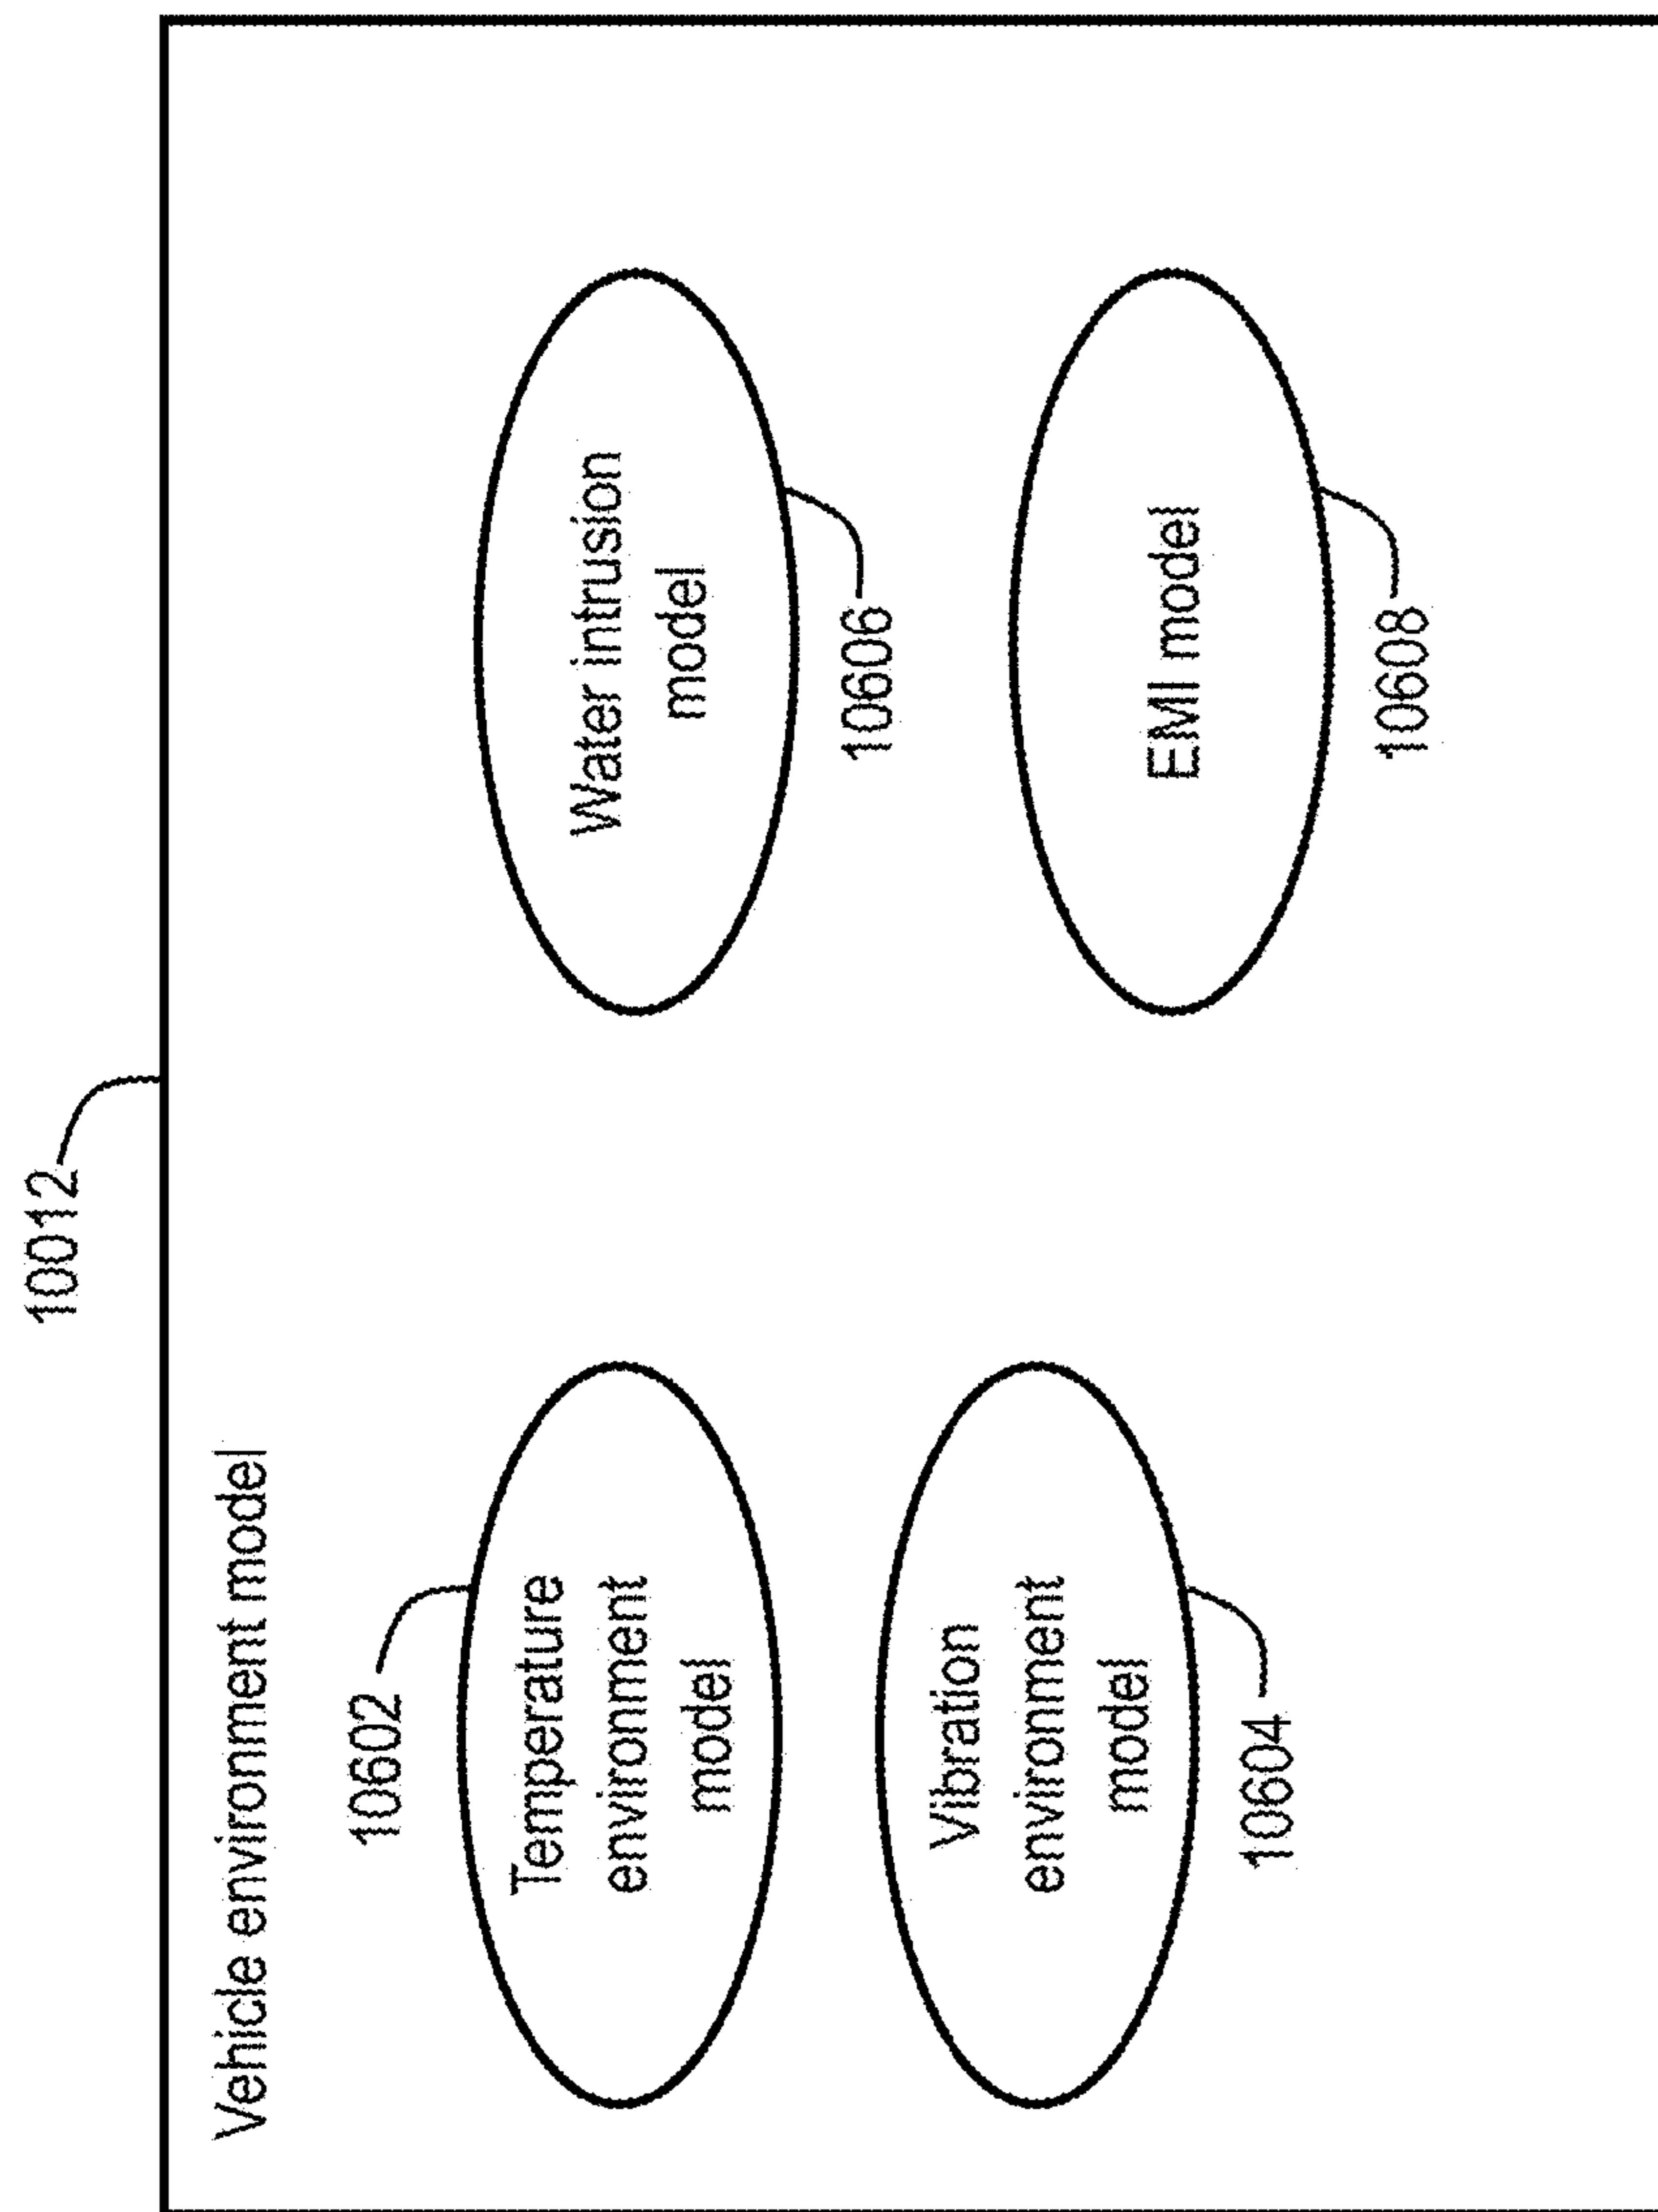 10012
Vehicle environment model
10602
Temperature
environment
model
Vibration
environment
model
10604
Water intrusion
model
10606
EMI model
10608